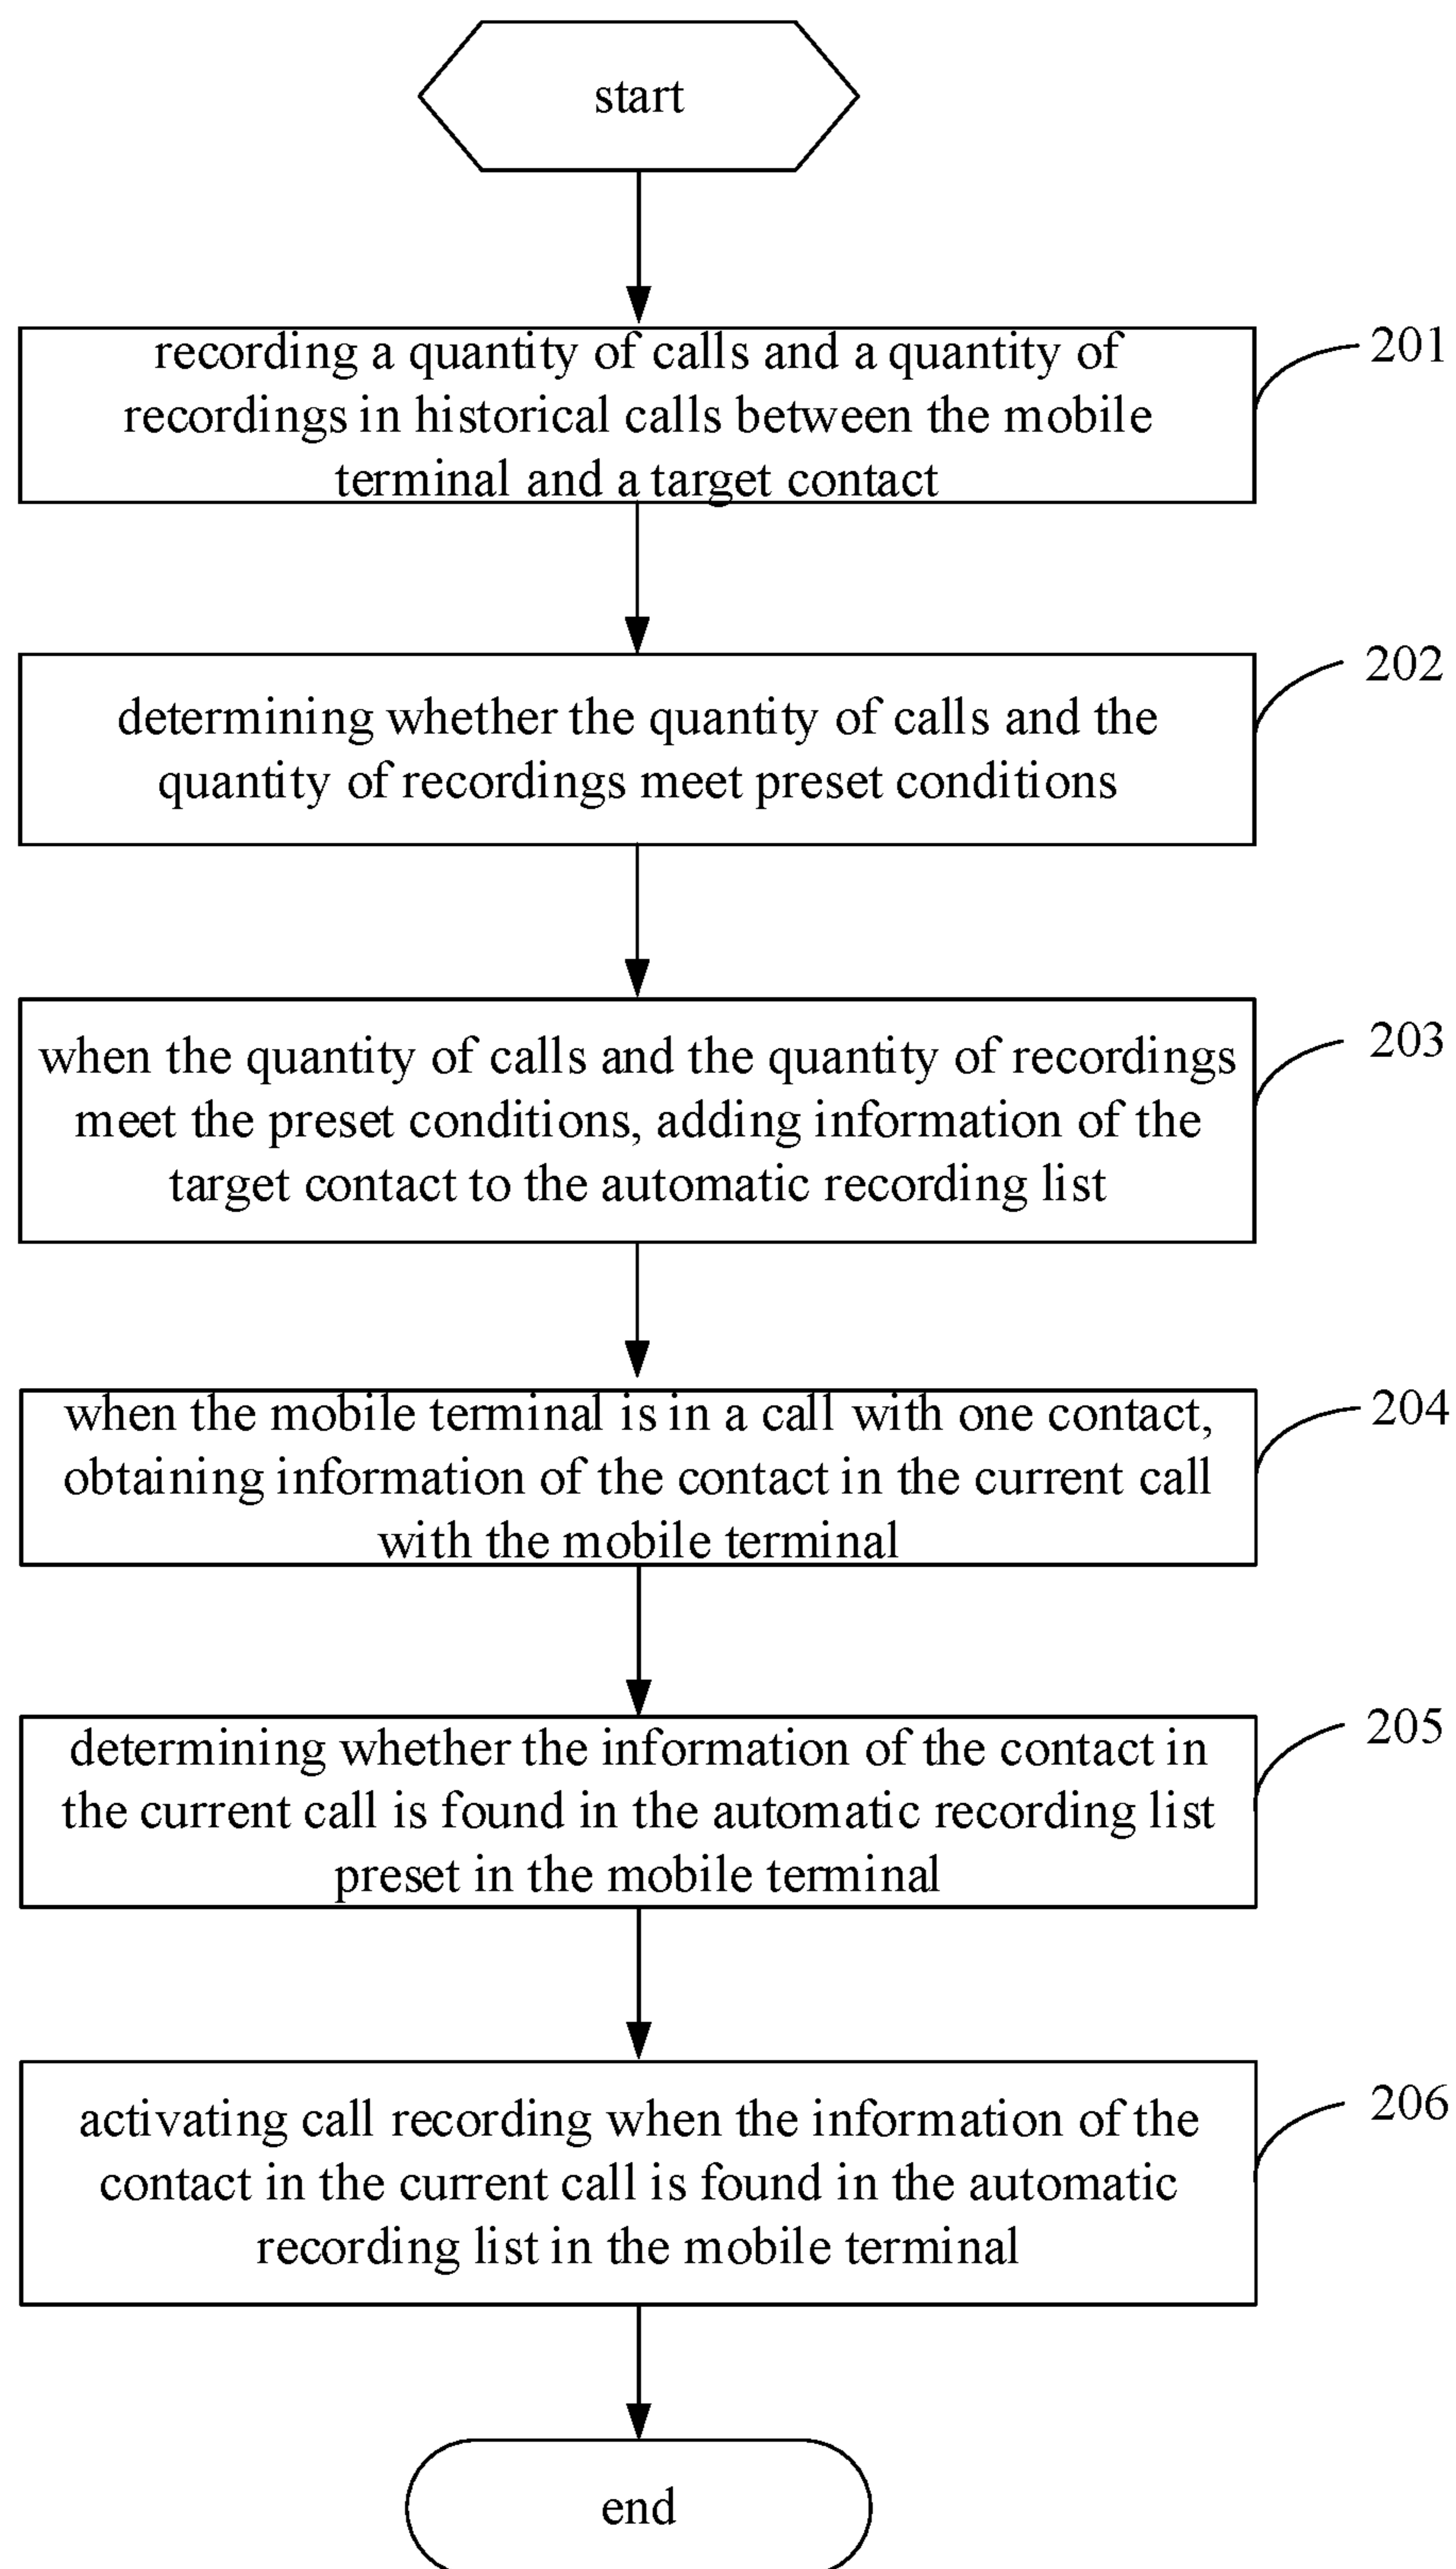 start
recording a quantity of calls and a quantity of
recordings in historical calls between the mobile
terminal and a target contact
201
determining whether the quantity of calls and the
quantity of recordings meet preset conditions
202
when the quantity of calls and the quantity of recordings
meet the preset conditions, adding information of the
target contact to the automatic recording list
203
when the mobile terminal is in a call with one contact,
obtaining information of the contact in the current call
with the mobile terminal
204
determining whether the information of the contact in
the current call is found in the automatic recording list
preset in the mobile terminal
205
activating call recording when the information of the
contact in the current call is found in the automatic
recording list in the mobile terminal
206
end